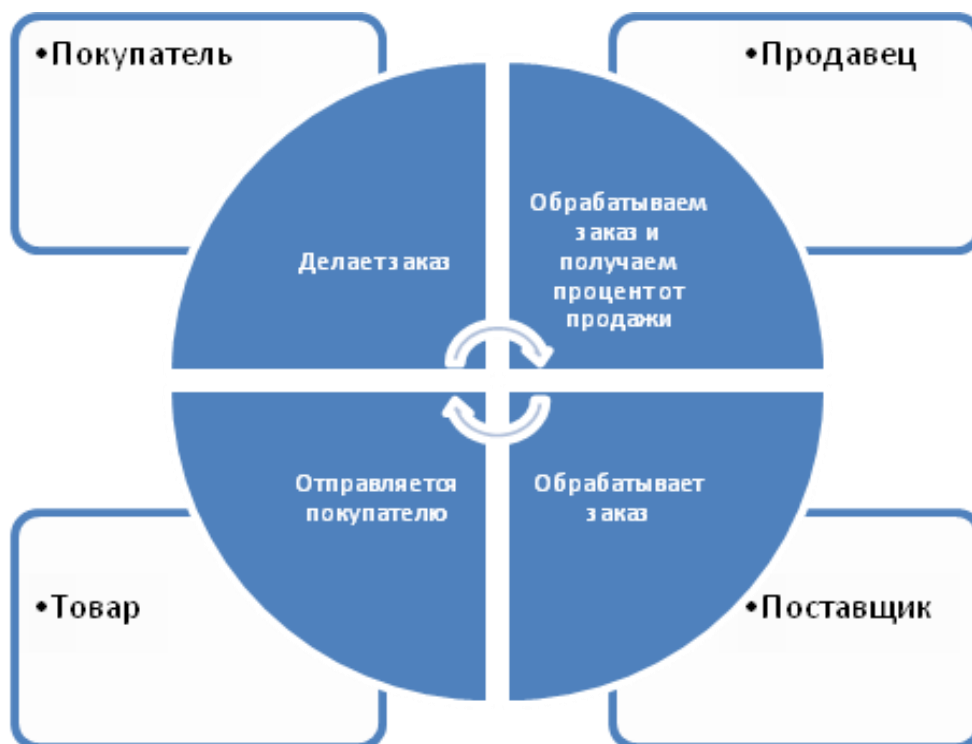 •Покупатель
•Продавец
Делает заказ
Обрабатываем
заказ и
получаем
процент от
продажи
Отправляется
покупателю
Обрабатывает
заказ
•Товар
•Поставщик